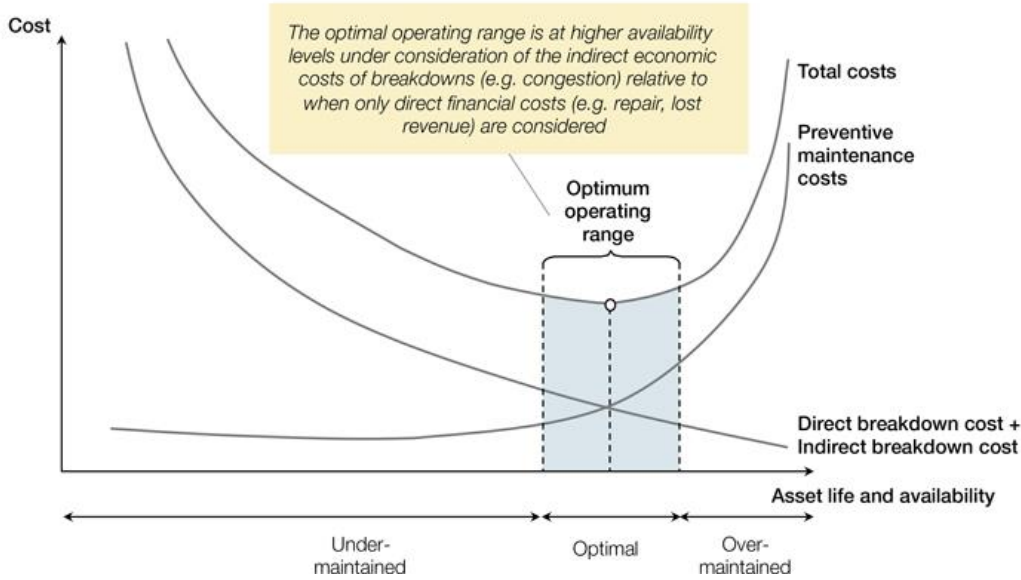 Cost
The optimal operating range is at higher availability
levels under consideration of the indirect economic
costs of breakdowns (e.g. congestion) relative to
when only direct financial costs (e.g. repair, lost
revenue) are considered
Total costs
Preventive
maintenance
costs
Optimum
operating
range
Direct breakdown cost +
Indirect breakdown cost
Asset life and availability
Under-
maintained
Optimal
Over-
maintained